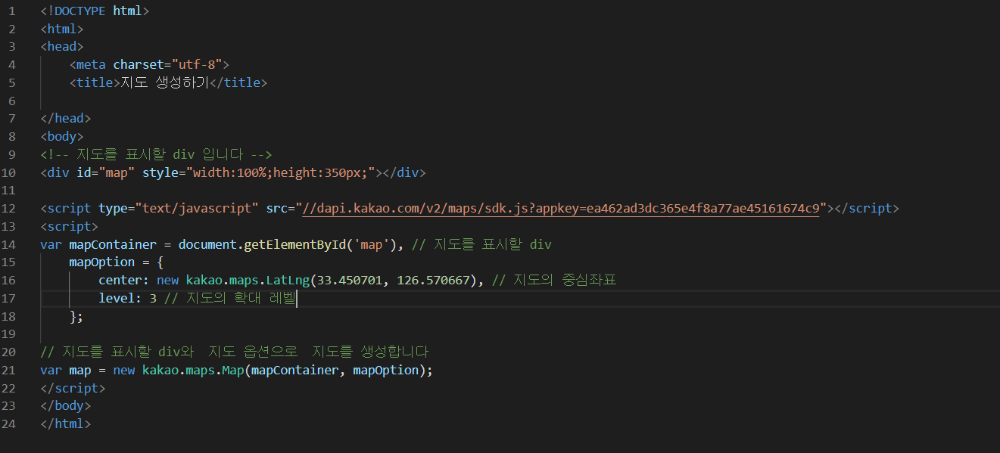 1 <!DOCTYPE html>
2 <html>
3 <head>
4 <meta charset="utf-8">
5 <title>지도 생성하기</title>
6
7 </head>
8 <body>
9 <!-- 지도를 표시할 div 입니다 -->
10 <div id="map" style="width:100%;height:350px;"></div>
11
12 <script type="text/javascript" src="//dapi.kakao.com/v2/maps/sdk.js?appkey=ea462ad3dc365e4f8a77ae45161674c9"></script>
13 <script>
14 var mapContainer = document.getElementById('map'), // 지도를 표시할 div
15 mapOption = {
16 center: new kakao.maps.LatLng(33.450701, 126.570667), // 지도의 중심좌표
17 level: 3 // 지도의 확대 레벨
18 };
19
20 // 지도를 표시할 div와  지도 옵션으로  지도를 생성합니다
21 var map = new kakao.maps.Map(mapContainer, mapOption);
22 </script>
23 </body>
24 </html>